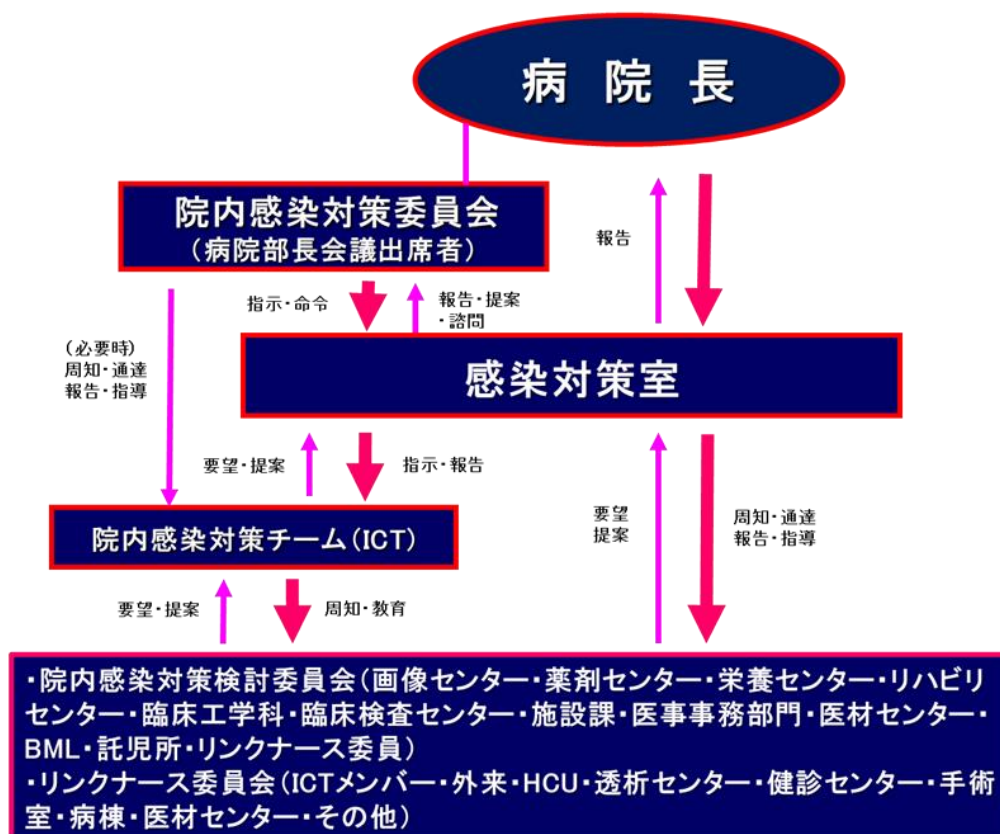 病 院 長
院内感染対策委員会
(病院部長会議出席者)
報告
指示・命令
報告・提案
・諮問
(必要時)
周知・通達
報告・指導
感染対策室
要望・提案
指示・報告
要望
提案
周知・通達
報告・指導
院内感染対策チーム(ICT)
要望・提案
周知・教育
・院内感染対策検討委員会(画像センター・薬剤センター・栄養センター・リハビリ
センター・臨床工学科・臨床検査センター・施設課・医事事務部門・医材センター・
BML・託児所・リンクナース委員)
・リンクナース委員会(ICTメンバー・外来・HCU・透析センター・健診センター・手術
室・病棟・医材センター・その他)